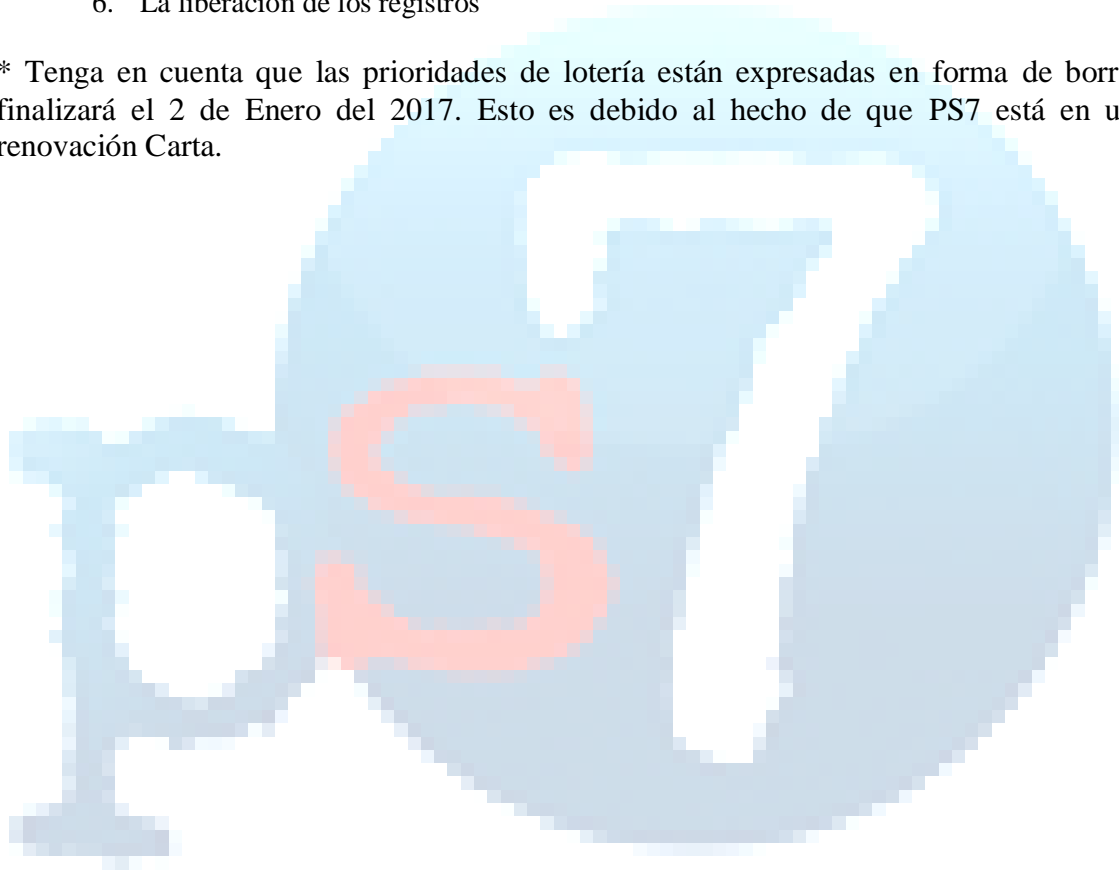 6. La liberación de los registros
* Tenga en cuenta que las prioridades de lotería están expresadas en forma de borr
finalizará el 2 de Enero del 2017. Esto es debido al hecho de que PS7 está en u
renovación Carta.
pS7